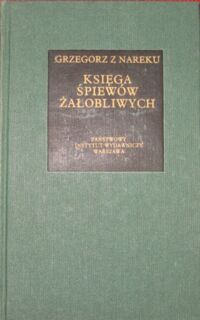 GRZEGORZ Z NAREKU
KSIĘGA
ŚPIEWÓW
ŻAŁOBLIWYCH
PAŃSTWOWY
INSTYTUT WYDAWNICZY
WARSZAWA